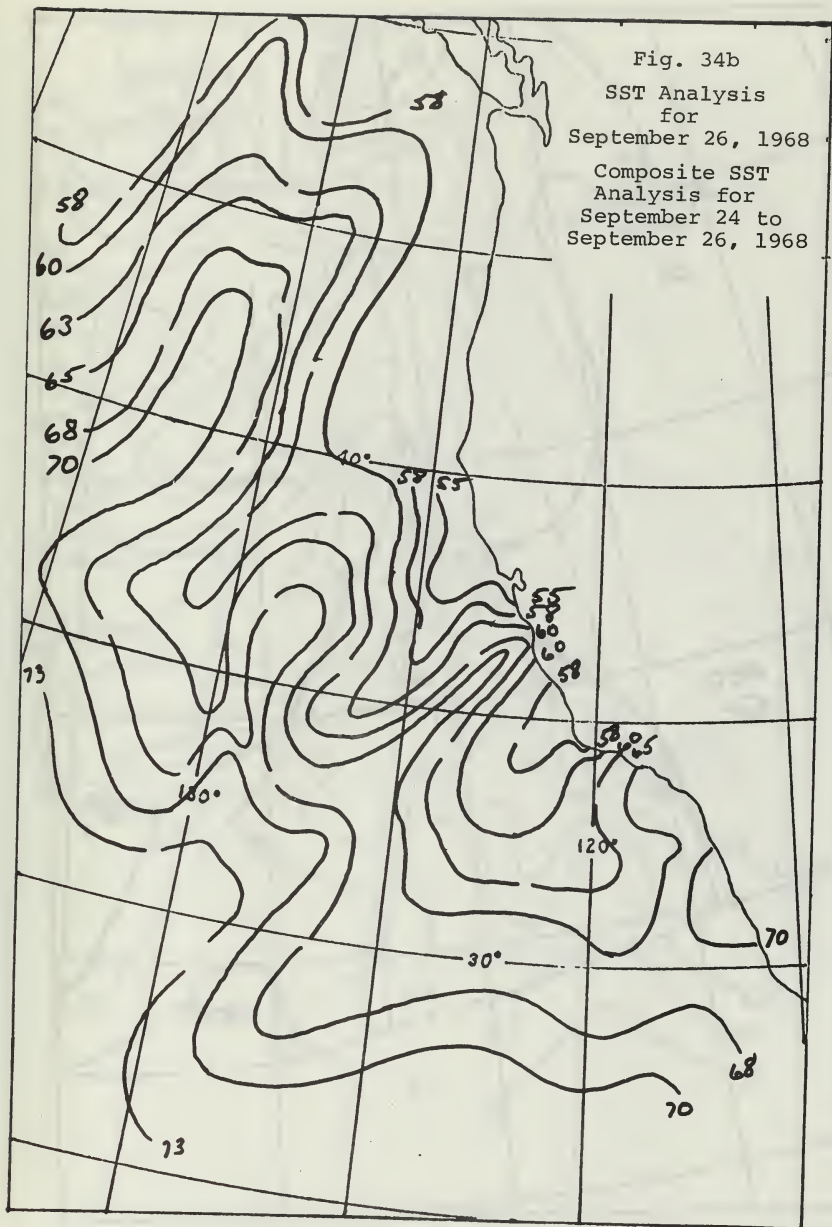 Fig. 34b
SST Analysis
for
September 26, 1968
Composite SST
Analysis for
September 24 to
September 26, 1968
58
58
60
63
65
68
70
40°
58 55
55
58
60
60
58
73
58 60 65
130°
120°
70
30°
68
70
73